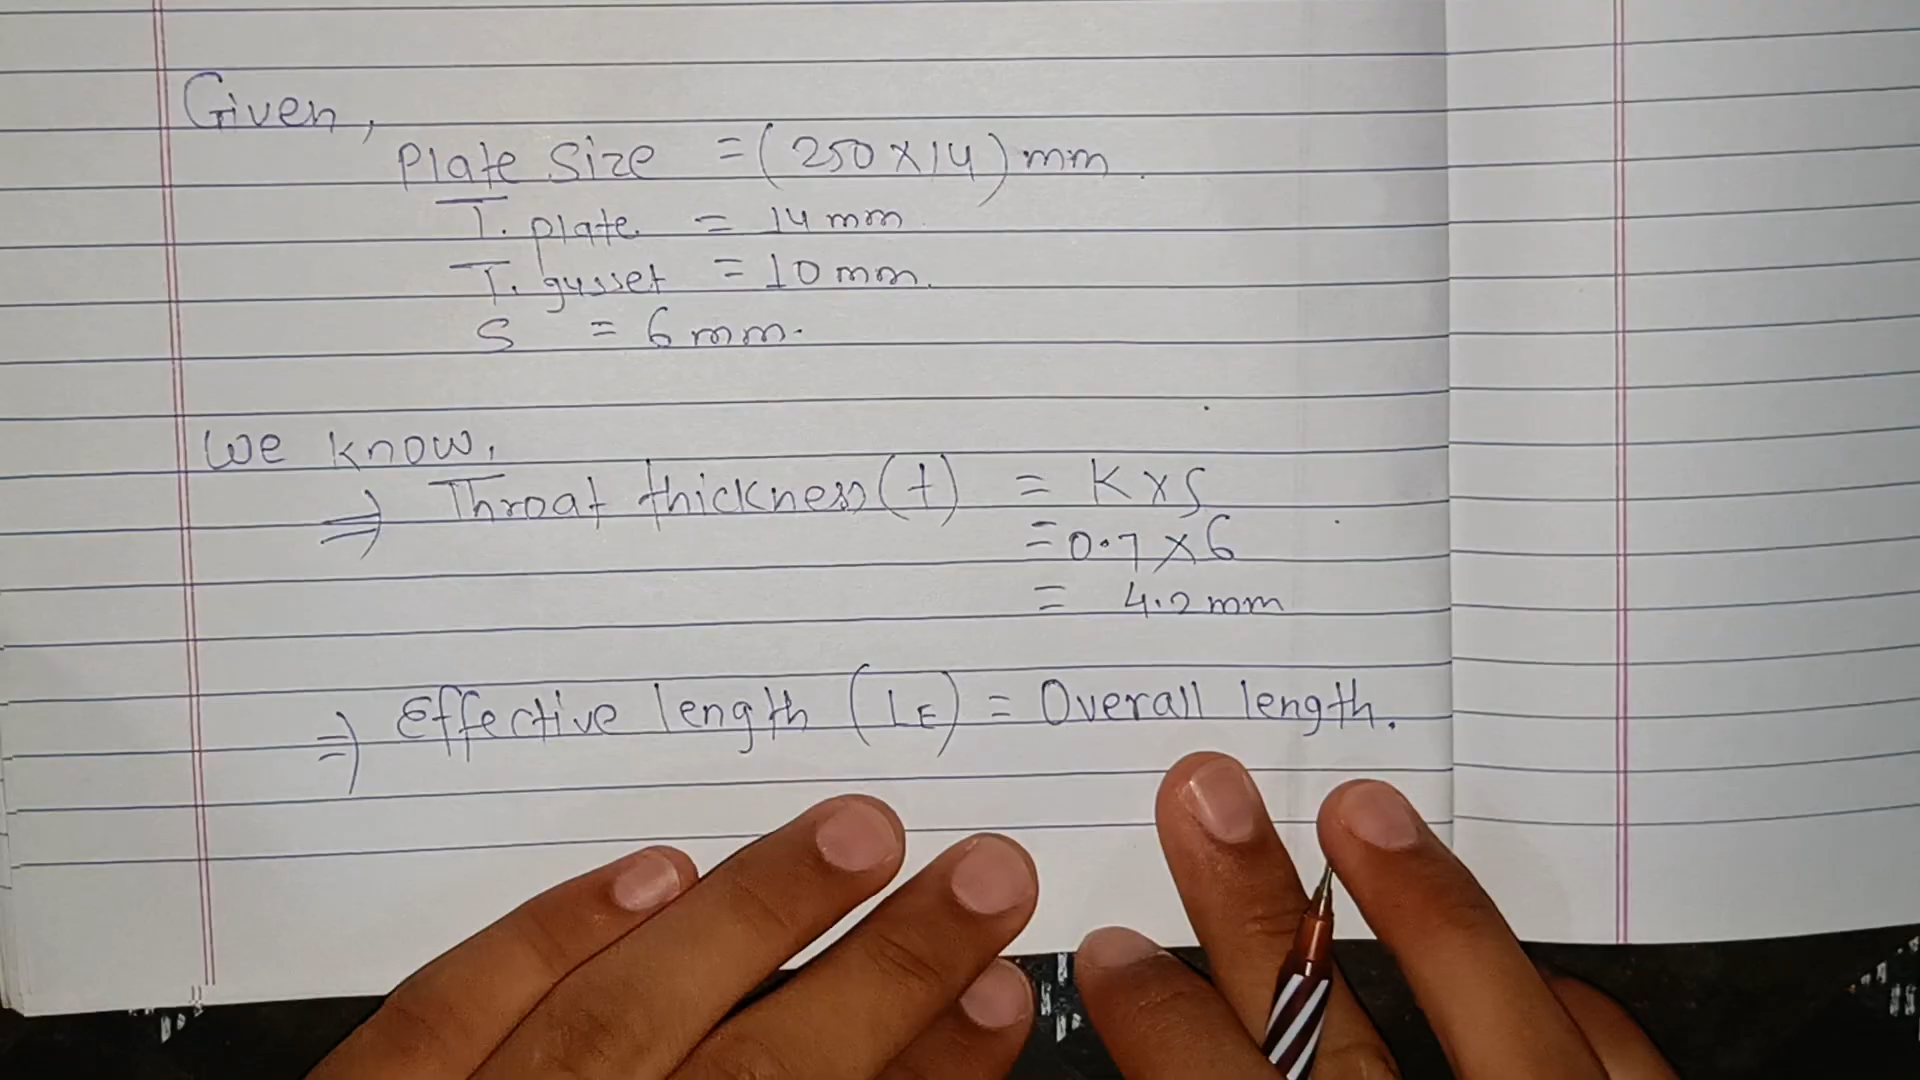 Given,
Plate Size = (250 × 14) mm.
T. plate = 14 mm.
T. gusset = 10 mm.
S = 6 mm.
We know,
⇒ Throat thickness (t) = K × S
= 0.7 × 6
= 4.2 mm
⇒ Effective length (LE) = Overall length.